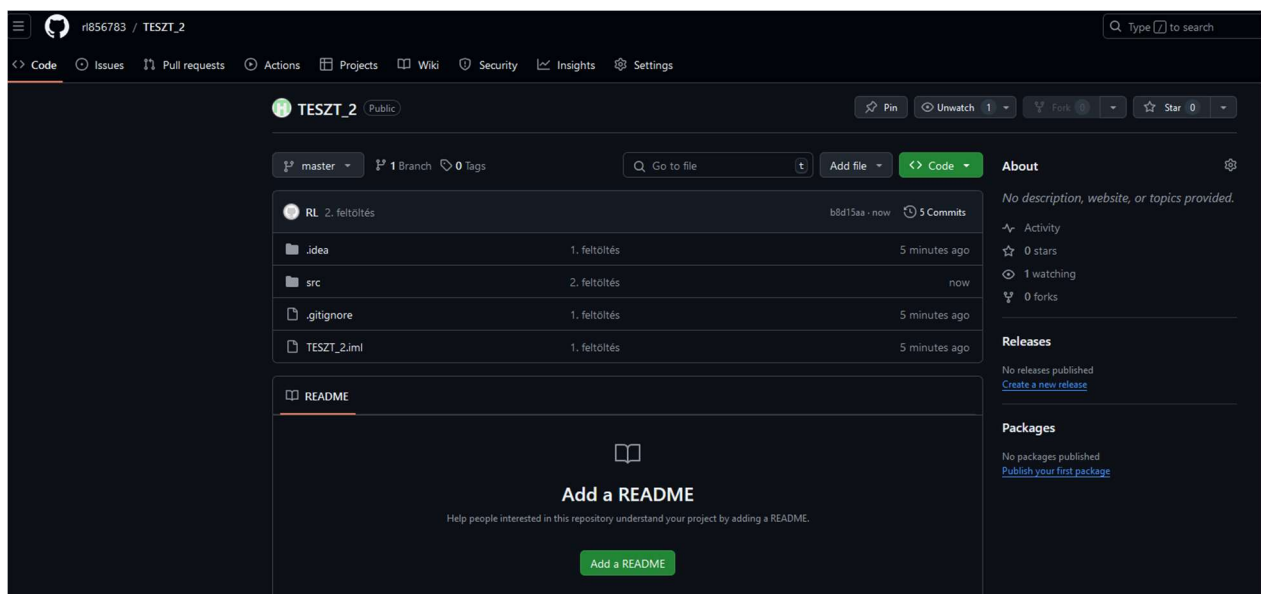 rl856783 / TESZT_2
Type / to search
Code Issues Pull requests Actions Projects Wiki Security Insights Settings
TESZT_2 Public
Pin Unwatch 1 Fork 0 Star 0
master 1 Branch 0 Tags Go to file t Add file Code
RL 2. feltöltés b8d15aa · now 5 Commits
.idea 1. feltöltés 5 minutes ago
src 2. feltöltés now
.gitignore 1. feltöltés 5 minutes ago
TESZT_2.iml 1. feltöltés 5 minutes ago
README
Add a README
Help people interested in this repository understand your project by adding a README.
Add a README
About
No description, website, or topics provided.
Activity
0 stars
1 watching
0 forks
Releases
No releases published
Create a new release
Packages
No packages published
Publish your first package